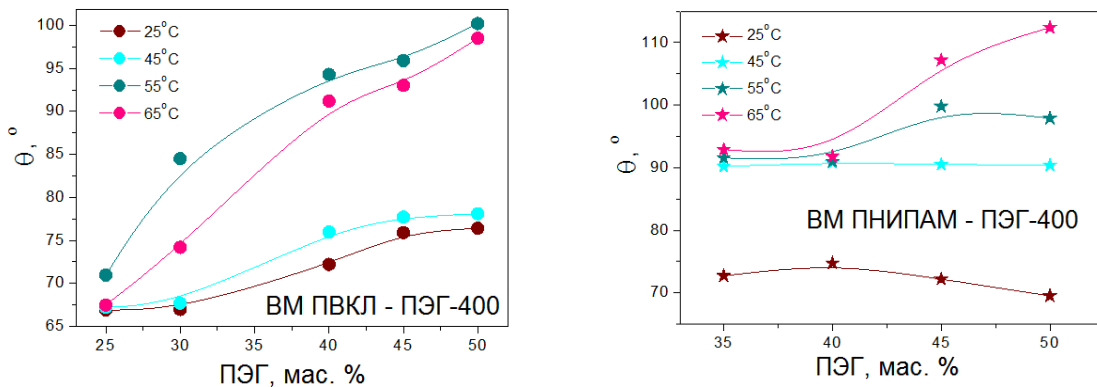 100
95
90
85
80
75
70
65
θ, °
25°C
45°C
55°C
65°C
ВМ ПВКЛ - ПЭГ-400
25
30
35
40
45
50
ПЭГ, мас. %
110
100
90
80
70
θ, °
25°C
45°C
55°C
65°C
ВМ ПНИПАМ - ПЭГ-400
35
40
45
50
ПЭГ, мас. %